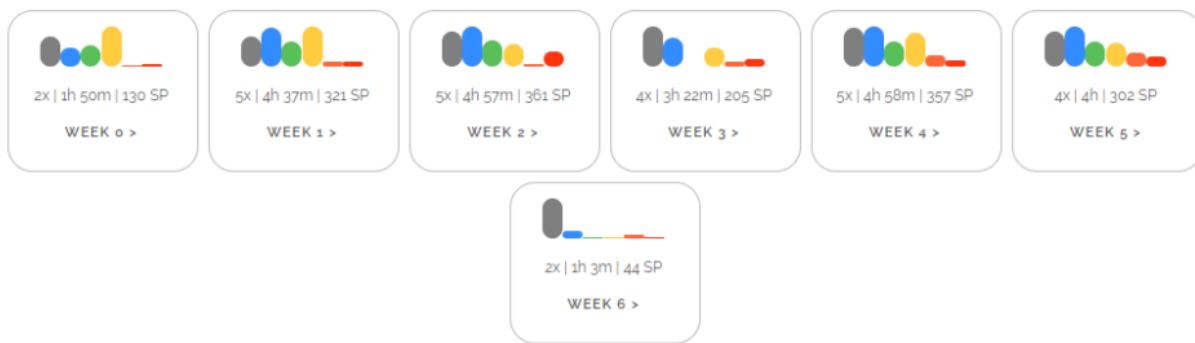 2x | 1h 50m | 130 SP
WEEK 0 >
5x | 4h 37m | 321 SP
WEEK 1 >
5x | 4h 57m | 361 SP
WEEK 2 >
4x | 3h 22m | 205 SP
WEEK 3 >
5x | 4h 58m | 357 SP
WEEK 4 >
4x | 4h | 302 SP
WEEK 5 >
2x | 1h 3m | 44 SP
WEEK 6 >